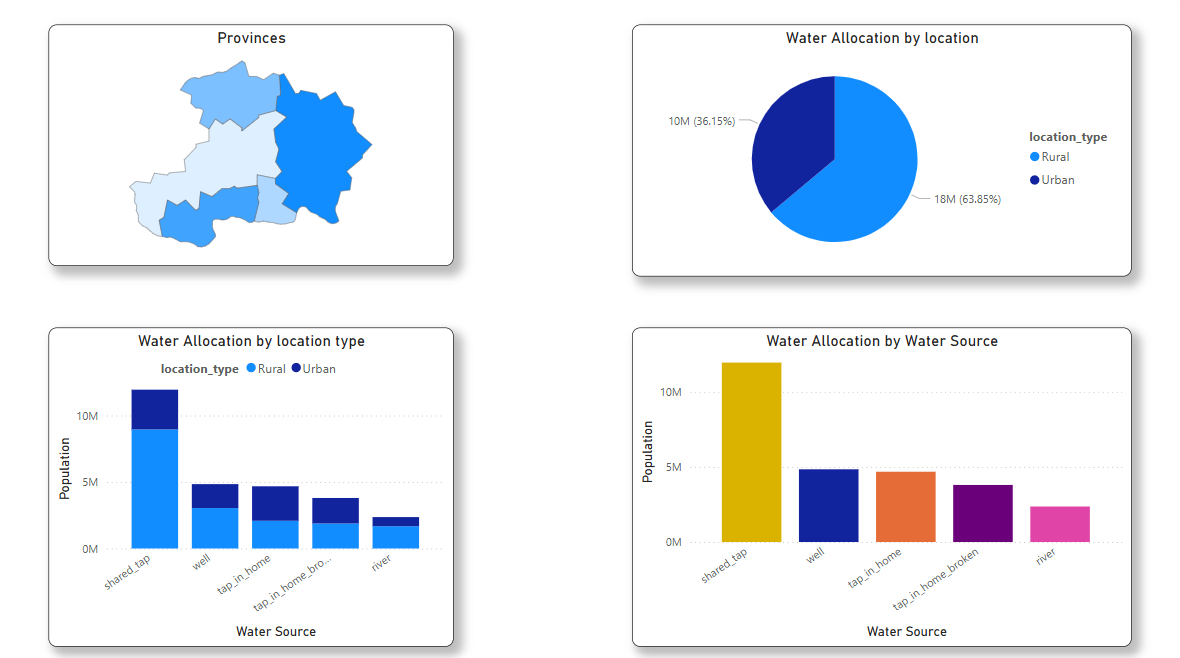 Provinces
Water Allocation by location
10M (36.15%)
18M (63.85%)
location_type
Rural
Urban
Water Allocation by location type
location_type Rural Urban
10M
5M
0M
Population
shared_tap
well
tap_in_home
tap_in_home_bro...
river
Water Source
Water Allocation by Water Source
10M
5M
0M
Population
shared_tap
well
tap_in_home
tap_in_home_broken
river
Water Source